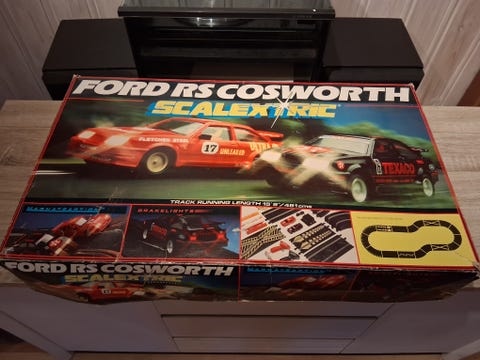 FORD RS COSWORTH
SCALEXTRIC
FLETCHER STEEL
17
UNLEADED
TEXACO
TRACK RUNNING LENGTH 15' 9"/481cms
MAGNATRACTION
BRAKELIGHTS
FORD RS COSWORTH
SCALEXTRIC
MAGNATRACTION